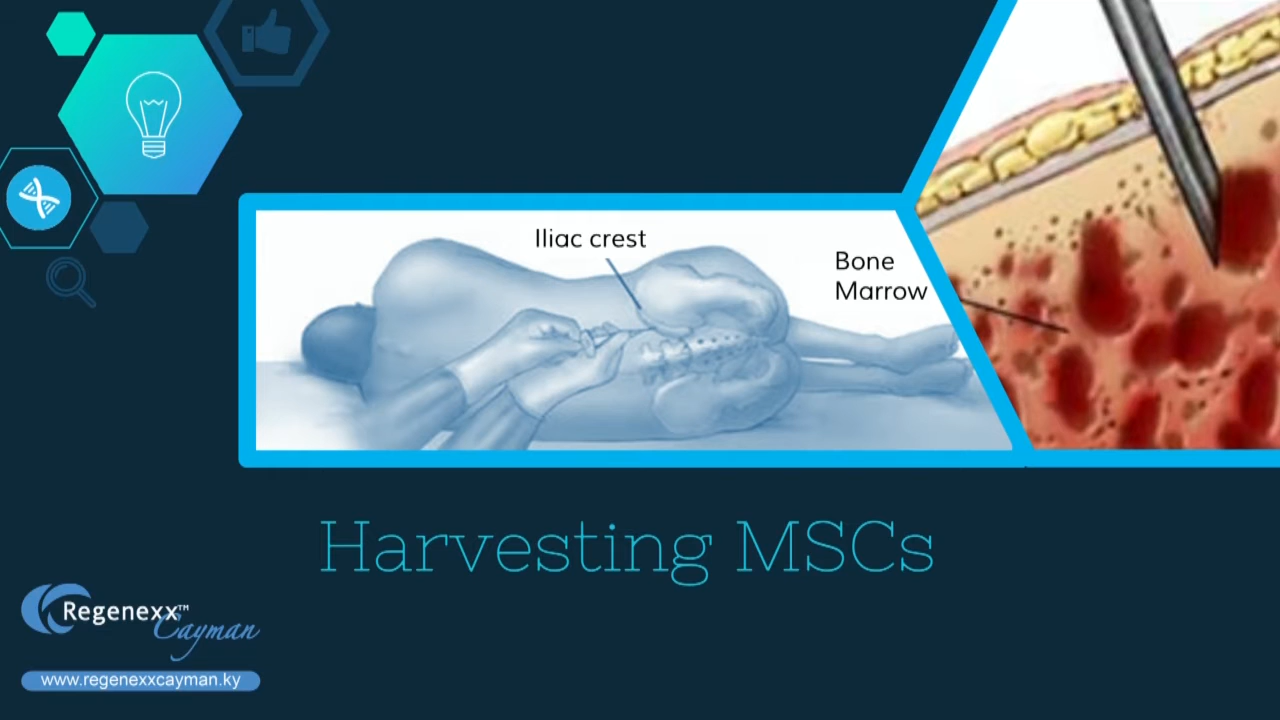 Iliac crest
Bone
Marrow
Harvesting MSCs
Regenexx™
Cayman
www.regenexxcayman.ky